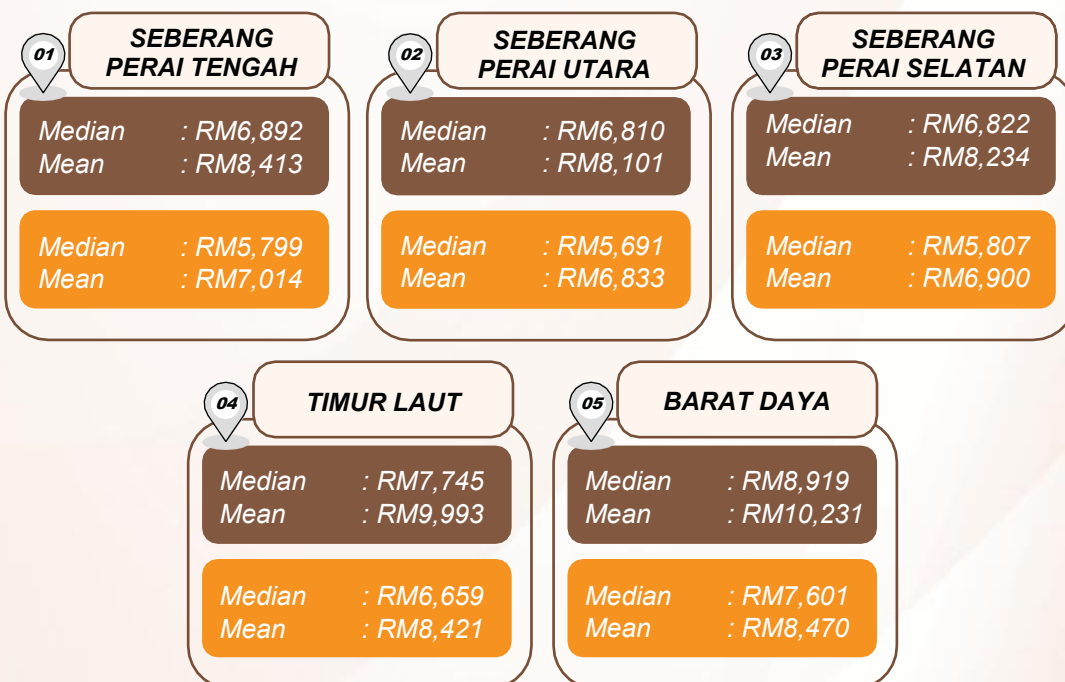 01
SEBERANG
PERAI TENGAH
Median : RM6,892
Mean : RM8,413
Median : RM5,799
Mean : RM7,014
02
SEBERANG
PERAI UTARA
Median : RM6,810
Mean : RM8,101
Median : RM5,691
Mean : RM6,833
03
SEBERANG
PERAI SELATAN
Median : RM6,822
Mean : RM8,234
Median : RM5,807
Mean : RM6,900
04
TIMUR LAUT
Median : RM7,745
Mean : RM9,993
Median : RM6,659
Mean : RM8,421
05
BARAT DAYA
Median : RM8,919
Mean : RM10,231
Median : RM7,601
Mean : RM8,470